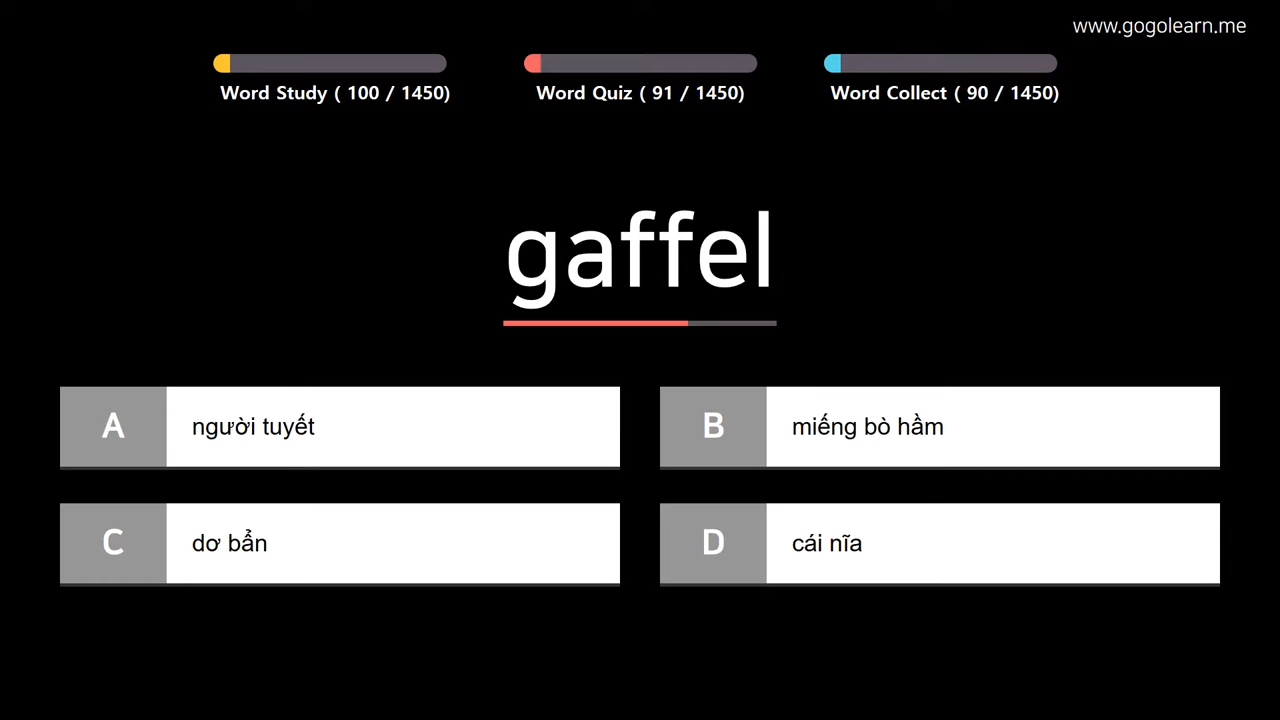 www.gogolearn.me
Word Study ( 100 / 1450)
Word Quiz ( 91 / 1450)
Word Collect ( 90 / 1450)
gaffel
A người tuyết
B miếng bò hầm
C dơ bẩn
D cái nĩa